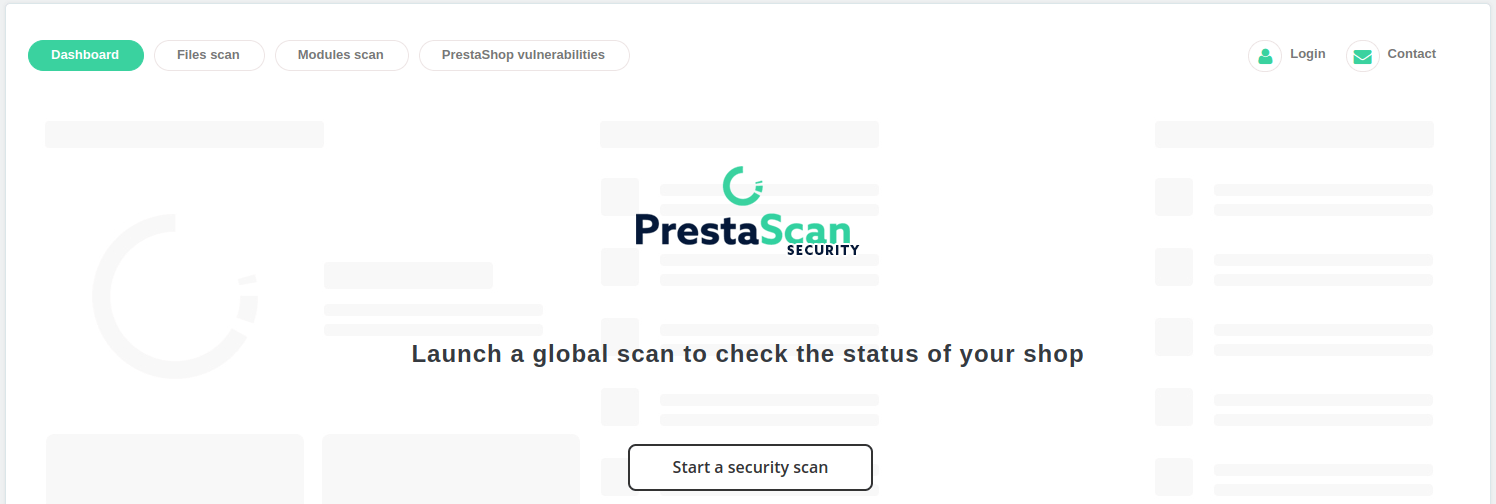 Dashboard Files scan Modules scan PrestaShop vulnerabilities Login Contact
PrestaScan
SECURITY
Launch a global scan to check the status of your shop
Start a security scan